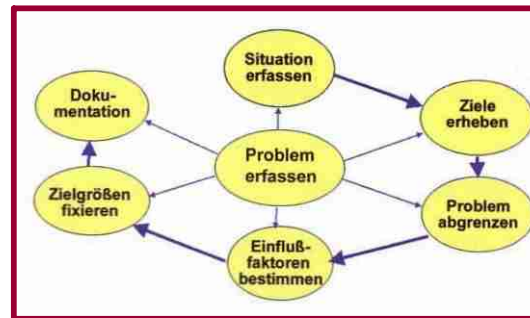 Situation
erfassen
Doku-
mentation
Ziele
erheben
Problem
erfassen
Zielgrößen
fixieren
Problem
abgrenzen
Einfluß-
faktoren
bestimmen